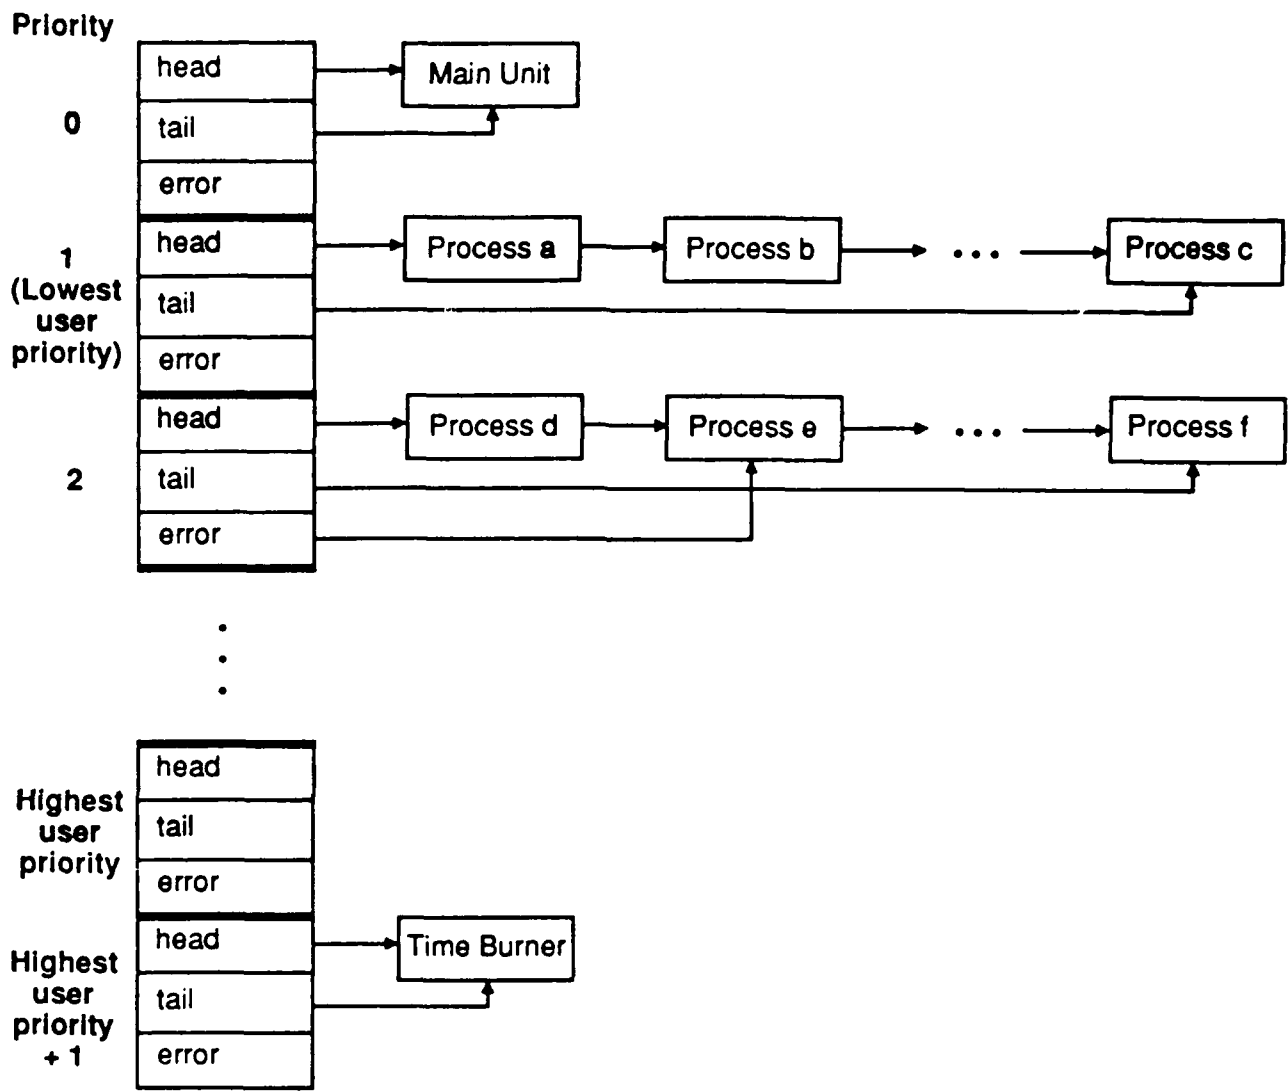 Priority
head
Main Unit
0
tail
error
head
Process a
Process b
...
Process c
1
(Lowest
user
priority)
tail
error
head
Process d
Process e
...
Process f
2
tail
error
head
Highest
user
priority
tail
error
head
Time Burner
Highest
user
priority
+ 1
tail
error